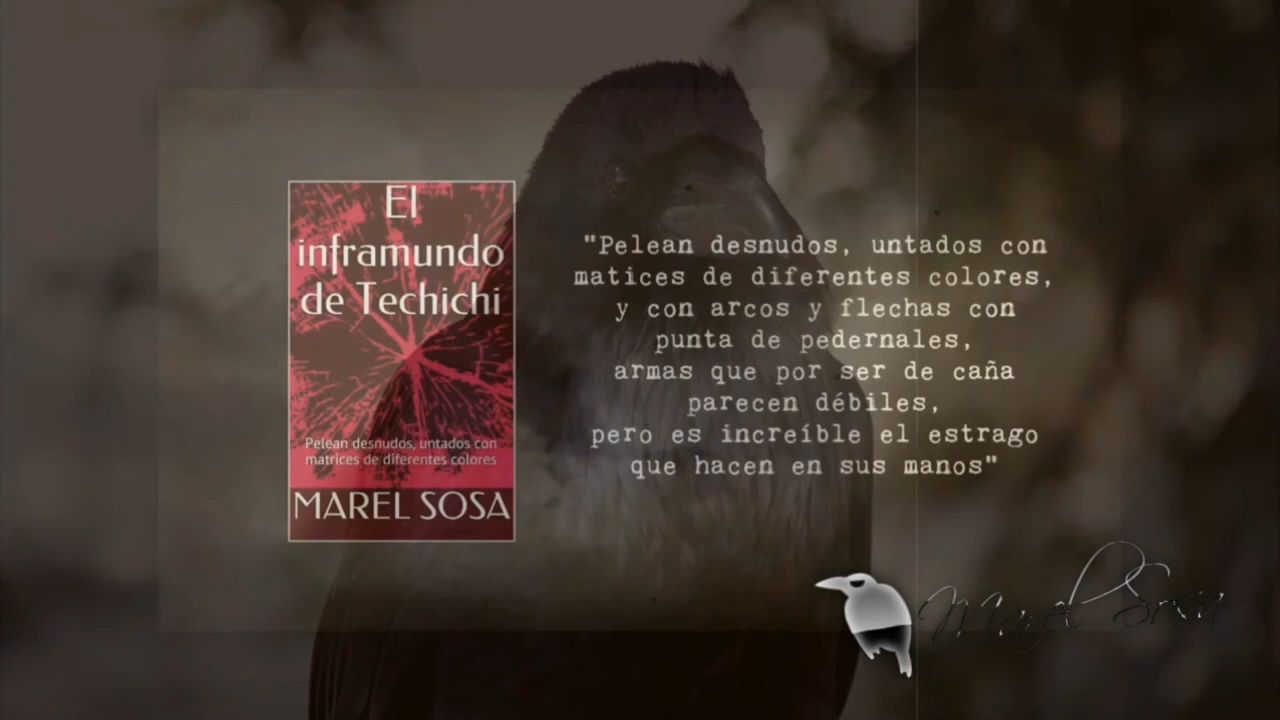 El
inframundo
de Techichi
Pelean desnudos, untados con
matrices de diferentes colores
MAREL SOSA
"Pelean desnudos, untados con
matices de diferentes colores,
y con arcos y flechas con
punta de pedernales,
armas que por ser de caña
parecen débiles,
pero es increíble el estrago
que hacen en sus manos"
Marel Sosa